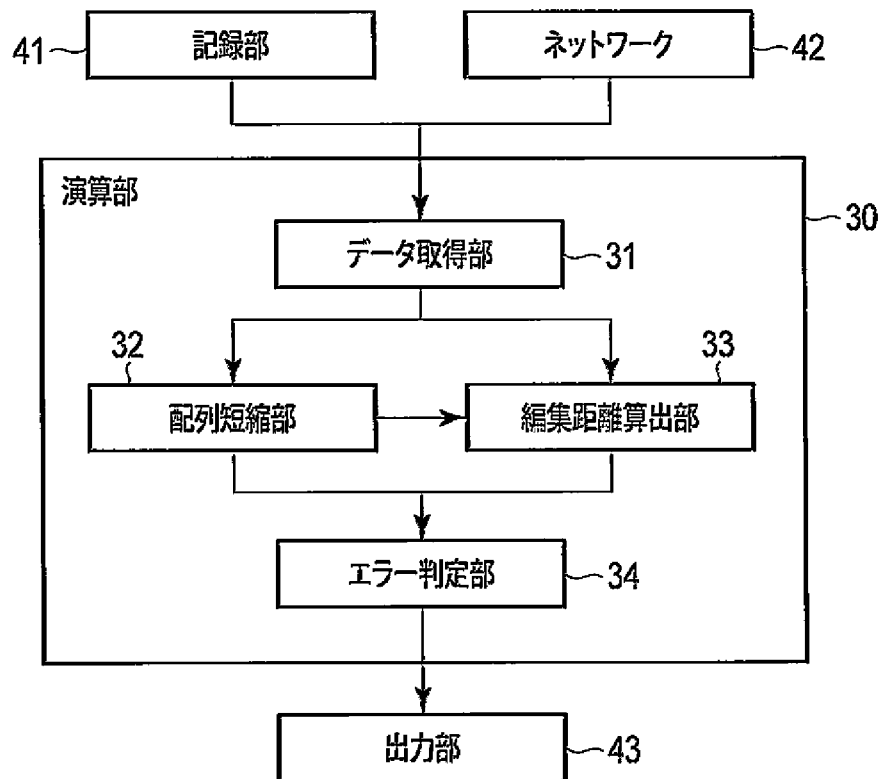 41
記録部
ネットワーク
42
演算部
30
データ取得部
31
32
33
配列短縮部
編集距離算出部
エラー判定部
34
出力部
43